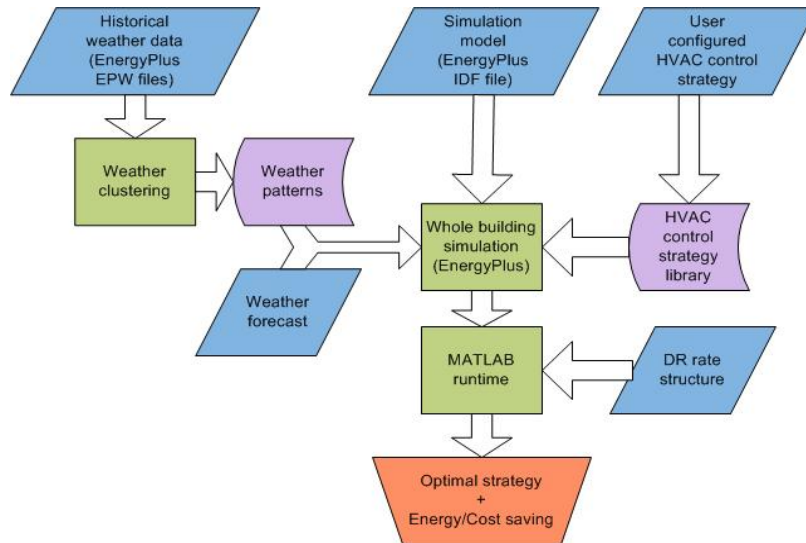 Historical
weather data
(EnergyPlus
EPW files)
Simulation
model
(EnergyPlus
IDF file)
User
configured
HVAC control
strategy
Weather
clustering
Weather
patterns
Whole building
simulation
(EnergyPlus)
HVAC
control
strategy
library
Weather
forecast
MATLAB
runtime
DR rate
structure
Optimal strategy
+
Energy/Cost saving